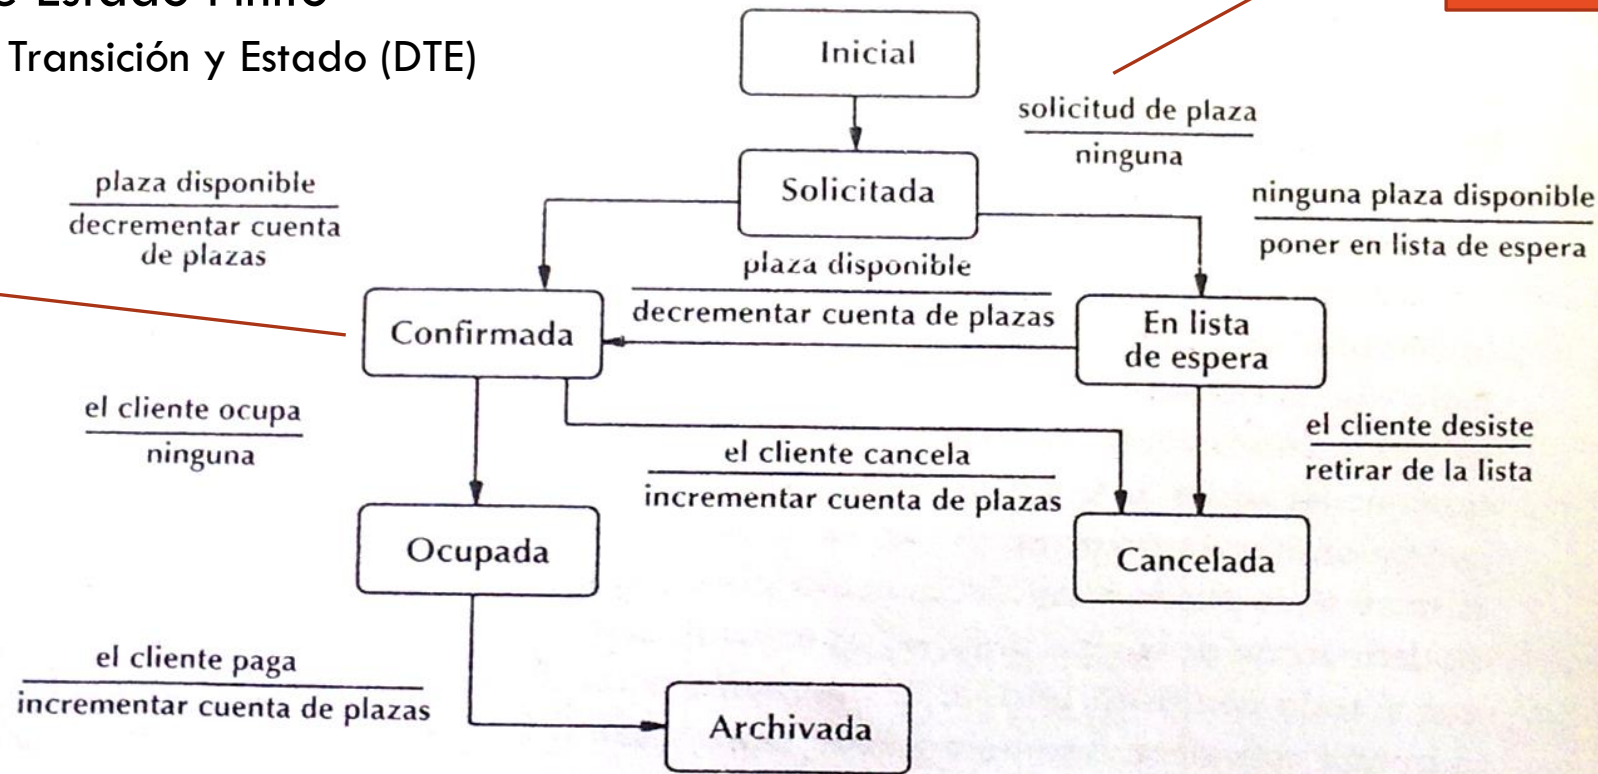 e Estado Finito
Transición y Estado (DTE)
Inicial
solicitud de plaza
ninguna
Solicitada
plaza disponible
decrementar cuenta
de plazas
ninguna plaza disponible
poner en lista de espera
plaza disponible
decrementar cuenta de plazas
Confirmada
En lista
de espera
el cliente ocupa
ninguna
el cliente cancela
incrementar cuenta de plazas
el cliente desiste
retirar de la lista
Ocupada
Cancelada
el cliente paga
incrementar cuenta de plazas
Archivada